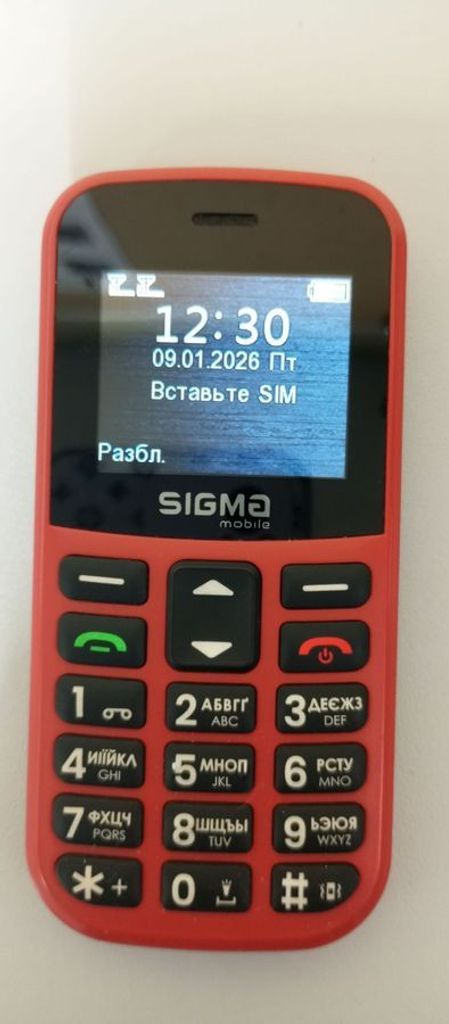 12:30
09.01.2026 Пт
Вставьте SIM
Разбл.
SIGMA
mobile
1
2 АБВГҐ
ABC
3 ДЕЄЖЗ
DEF
4 ИІЇЙКЛ
GHI
5 МНОП
JKL
6 РСТУ
MNO
7 ФХЦЧ
PQRS
8 ШЩЪЫ
TUV
9 ЬЭЮЯ
WXYZ
* +
0
#